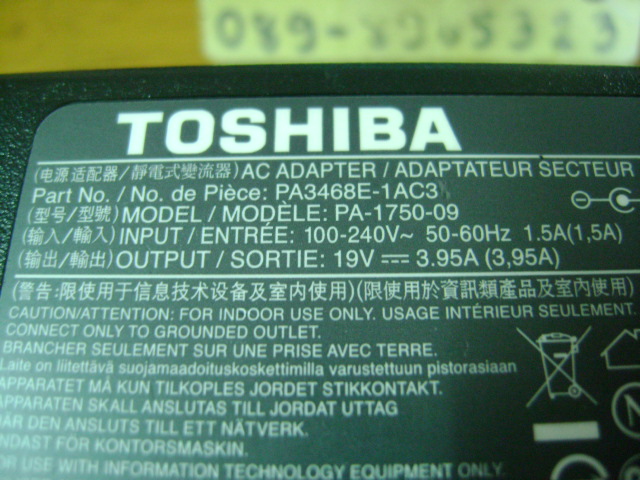 TOSHIBA
(电源适配器/靜電式變流器) AC ADAPTER / ADAPTATEUR SECTEUR
Part No. / No. de Pièce: PA3468E-1AC3
(型号/型號) MODEL / MODÈLE: PA-1750-09
(输入/輸入) INPUT / ENTRÉE: 100-240V~ 50-60Hz 1.5A(1,5A)
(输出/輸出) OUTPUT / SORTIE: 19V ⎓ 3.95A (3,95A)
(警告:限使用于信息技术设备及室内使用)(限使用於資訊類產品及室內使用)
CAUTION/ATTENTION: FOR INDOOR USE ONLY. USAGE INTÉRIEUR SEULEMENT.
CONNECT ONLY TO GROUNDED OUTLET.
BRANCHER SEULEMENT SUR UNE PRISE AVEC TERRE.
Laite on liitettävä suojamaadoituskoskettimilla varustettuun pistorasiaan
APPARATET MÅ KUN TILKOPLES JORDET STIKKONTAKT.
APPARATEN SKALL ANSLUTAS TILL JORDAT UTTAG
NÄR DEN ANSLUTS TILL ETT NÄTVERK.
ENDAST FOR KONTORSMASKIN.
FOR USE WITH INFORMATION TECHNOLOGY EQUIPMENT ONLY.